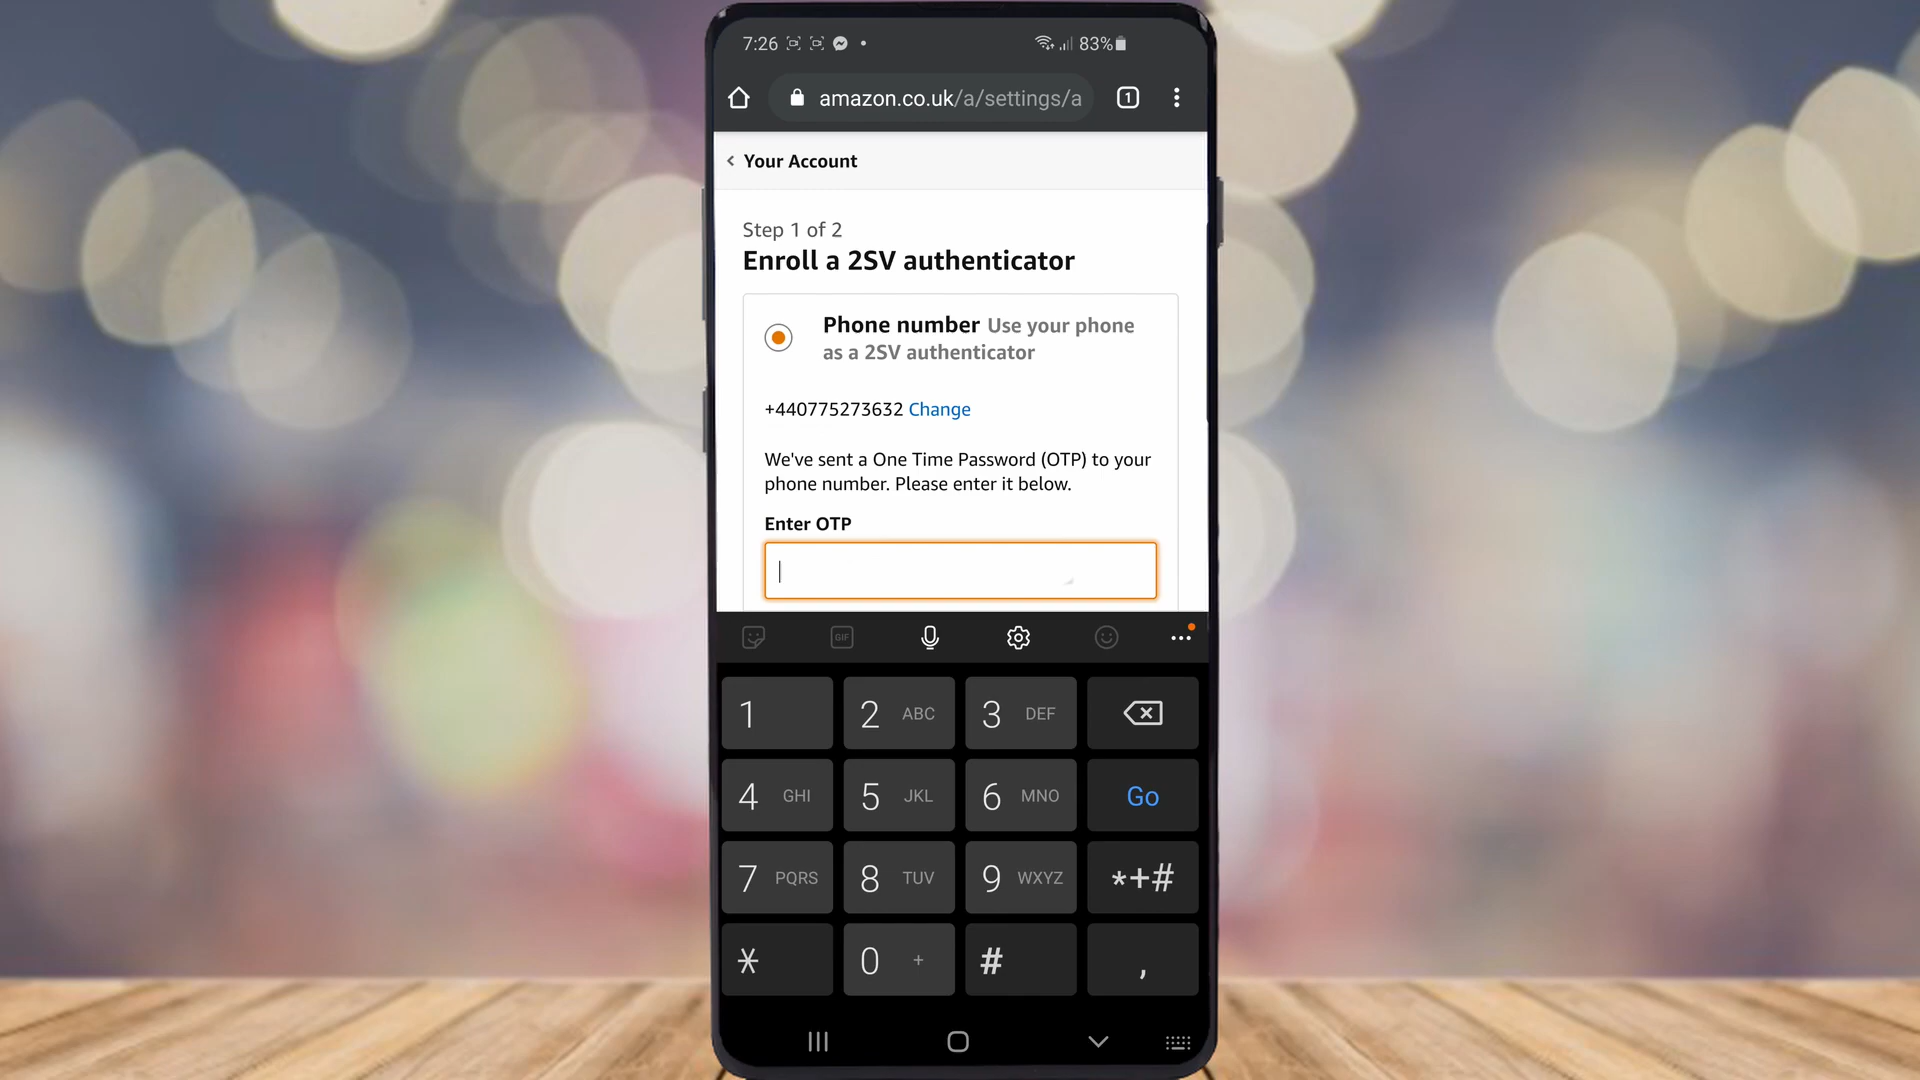 7:26 83%
amazon.co.uk/a/settings/a 1
Your Account
Step 1 of 2
Enroll a 2SV authenticator
Phone number Use your phone
as a 2SV authenticator
+440775273632 Change
We've sent a One Time Password (OTP) to your
phone number. Please enter it below.
Enter OTP
GIF
1 2 ABC 3 DEF
4 GHI 5 JKL 6 MNO Go
7 PQRS 8 TUV 9 WXYZ *+#
* 0 + # ,